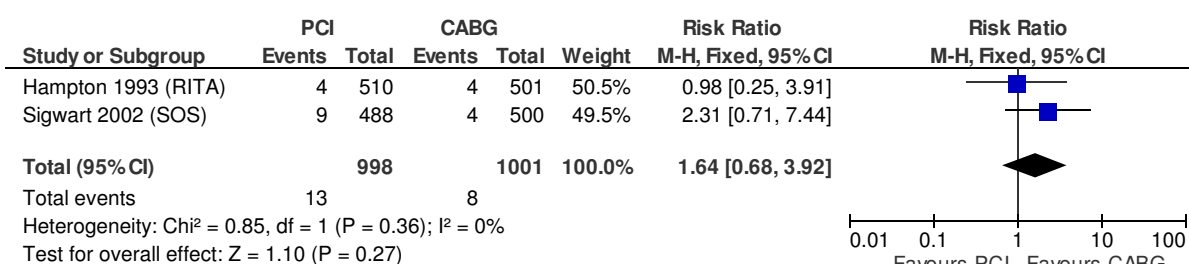 PCI CABG Risk Ratio Risk Ratio
Study or Subgroup Events Total Events Total Weight M-H, Fixed, 95% CI M-H, Fixed, 95% CI
Hampton 1993 (RITA) 4 510 4 501 50.5% 0.98 [0.25, 3.91]
Sigwart 2002 (SOS) 9 488 4 500 49.5% 2.31 [0.71, 7.44]
Total (95% CI) 998 1001 100.0% 1.64 [0.68, 3.92]
Total events 13 8
Heterogeneity: Chi² = 0.85, df = 1 (P = 0.36); I² = 0%
Test for overall effect: Z = 1.10 (P = 0.27)
0.01 0.1 1 10 100
Favours PCI Favours CABG